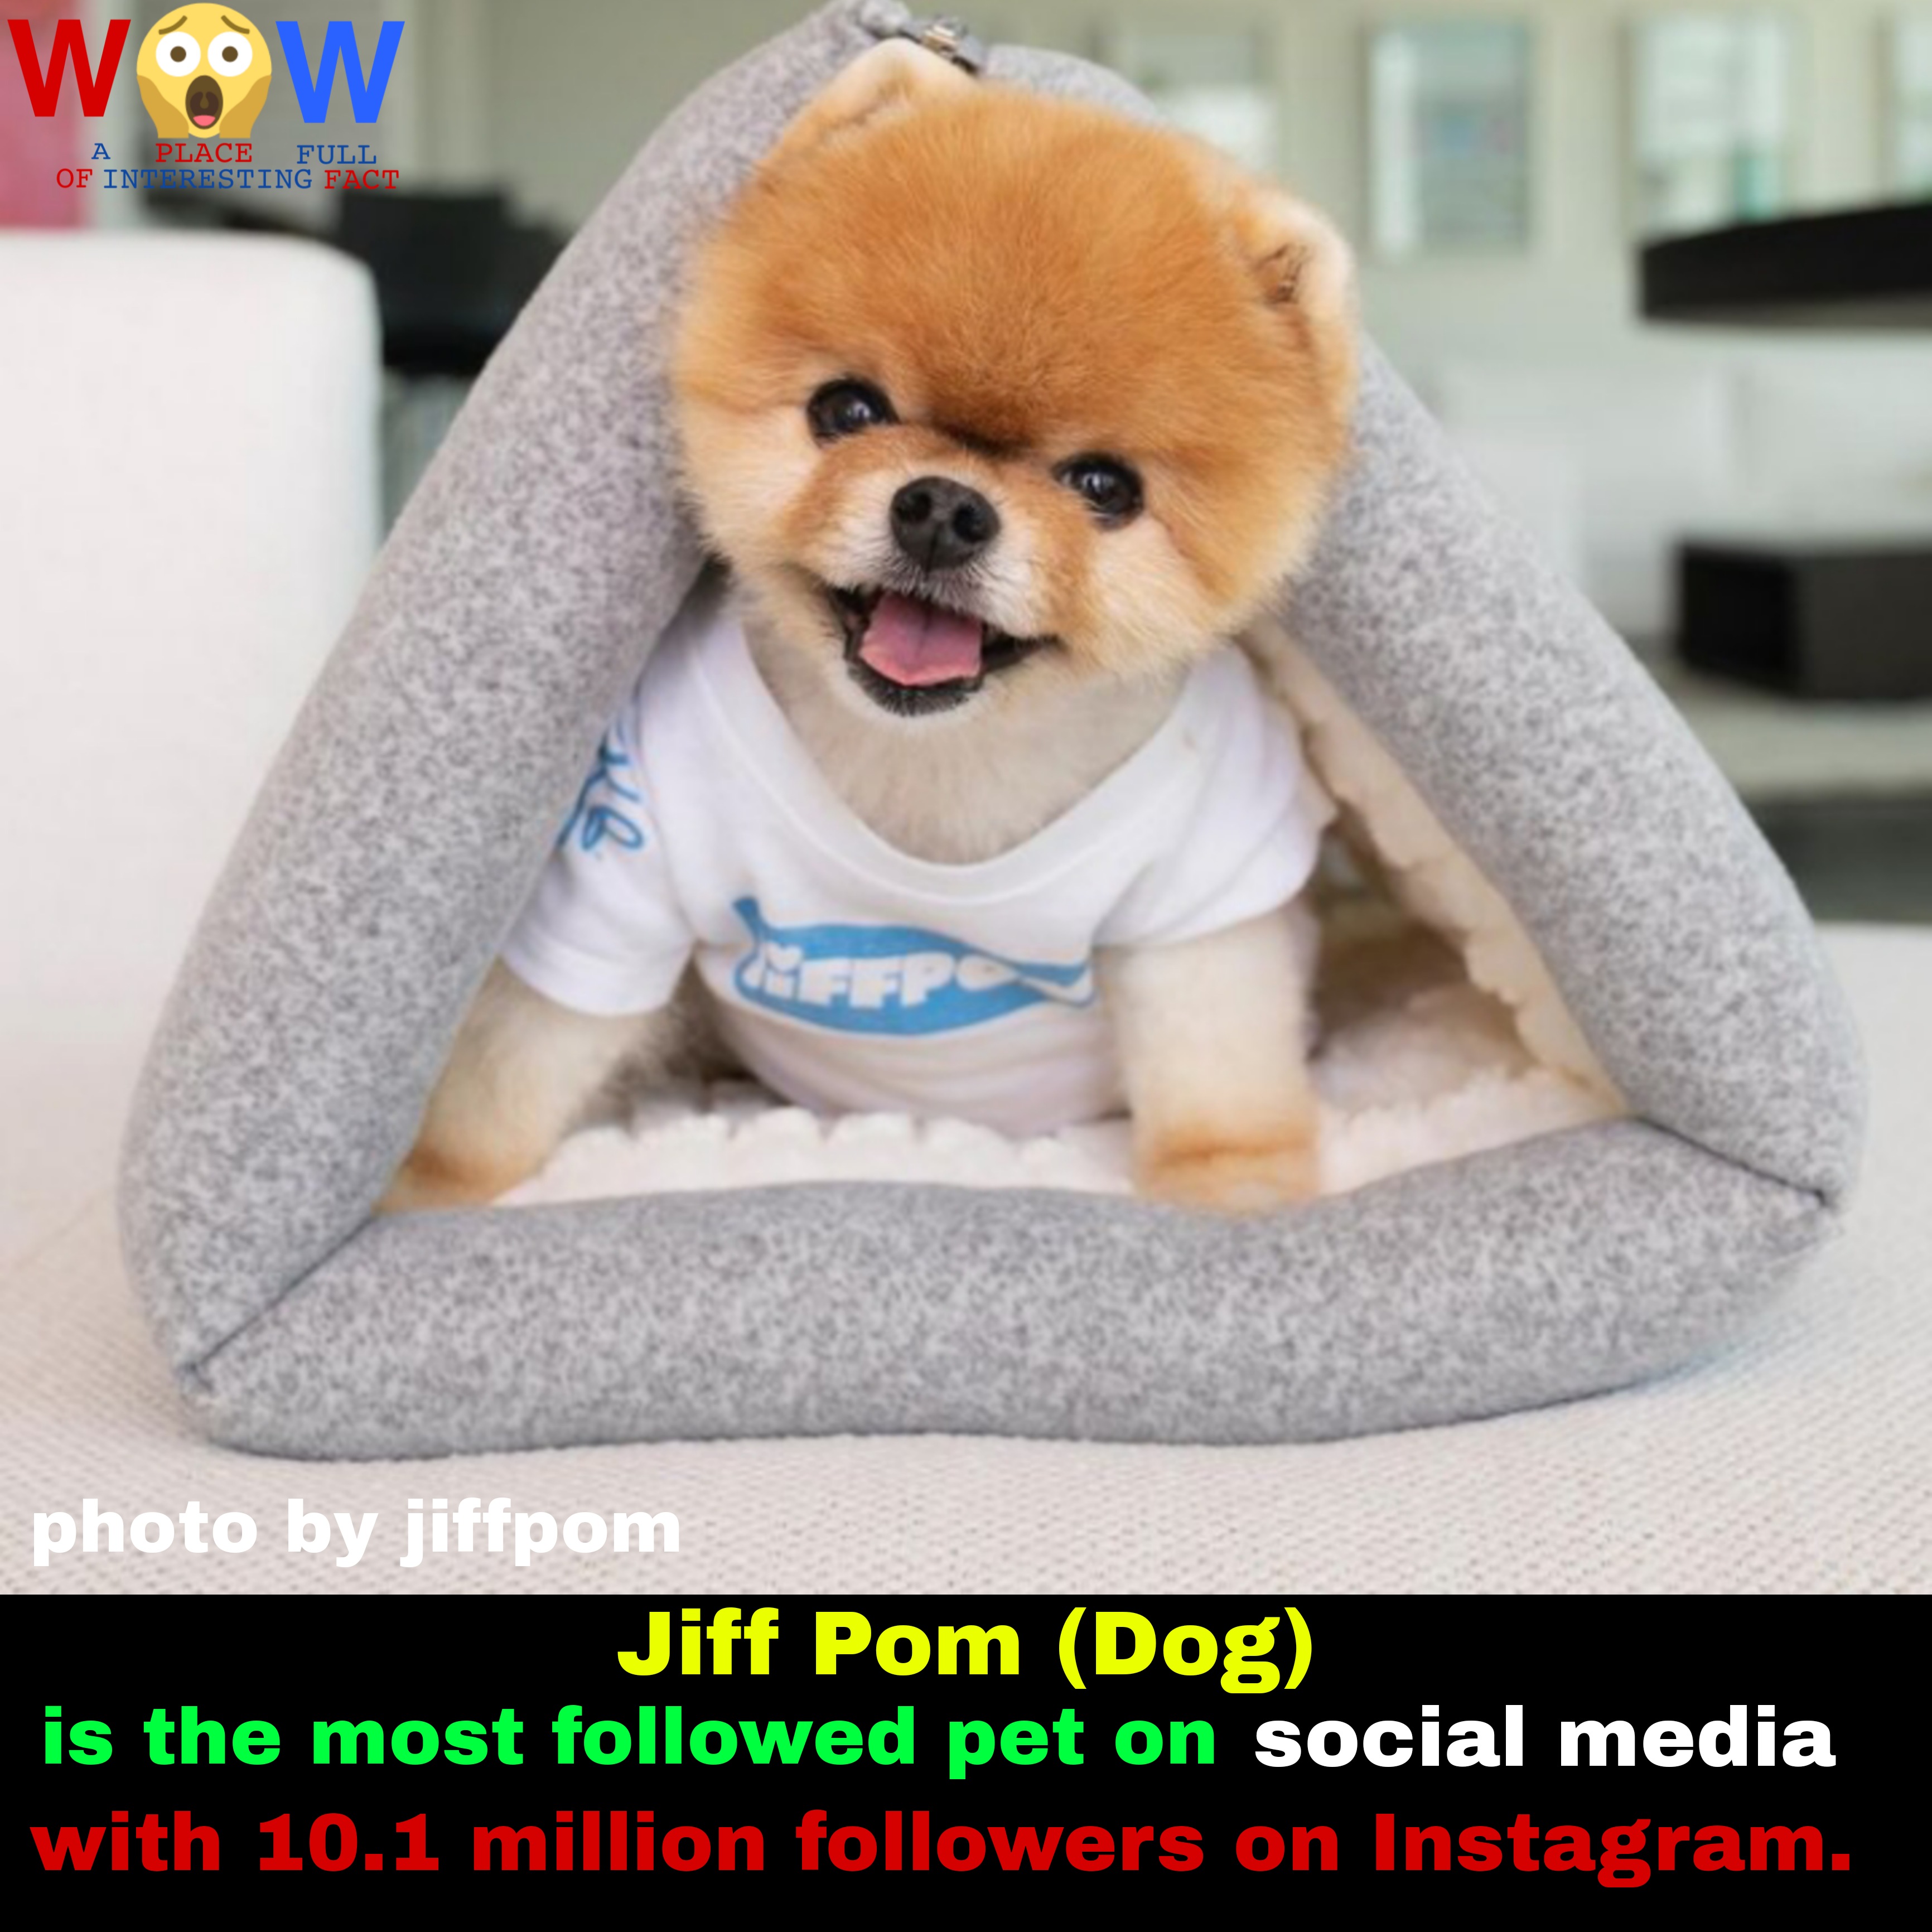 WOW
A PLACE FULL
OF INTERESTING FACT
photo by jiffpom
Jiff Pom (Dog)
is the most followed pet on social media
with 10.1 million followers on Instagram.